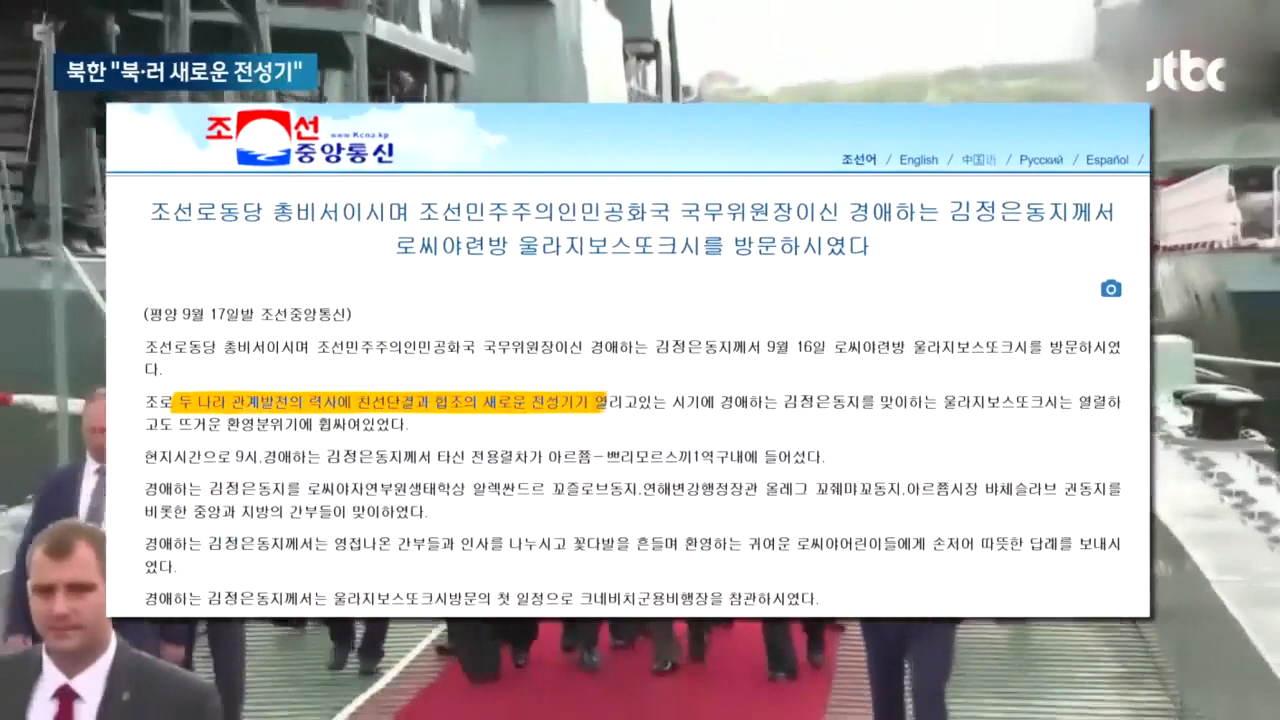 북한 "북·러 새로운 전성기"
jtbc
조선
www.kcna.kp
중앙통신
조선어 / English / 中国语 / Русский / Español /
조선로동당 총비서이시며 조선민주주의인민공화국 국무위원장이신 경애하는 김정은동지께서
로씨야련방 울라지보스또크시를 방문하시였다
(평양 9월 17일발 조선중앙통신)
조선로동당 총비서이시며 조선민주주의인민공화국 국무위원장이신 경애하는 김정은동지께서 9월 16일 로씨야련방 울라지보스또크시를 방문하시였
다.
조로 두 나라 관계발전의 력사에 친선단결과 협조의 새로운 전성기가 열리고있는 시기에 경애하는 김정은동지를 맞이하는 울라지보스또크시는 열렬하
고도 뜨거운 환영분위기에 휩싸여있었다.
현지시간으로 9시,경애하는 김정은동지께서 타신 전용렬차가 아르쫌-쁘리모르스끼1역구내에 들어섰다.
경애하는 김정은동지를 로씨야자연부원생태학상 알렉싼드르 꼬즐로브동지,연해변강행정장관 올레그 꼬줴먀꼬동지,아르쫌시장 뱌체슬라브 권동지를
비롯한 중앙과 지방의 간부들이 맞이하였다.
경애하는 김정은동지께서는 영접나온 간부들과 인사를 나누시고 꽃다발을 흔들며 환영하는 귀여운 로씨야어린이들에게 손저어 따뜻한 답례를 보내시
였다.
경애하는 김정은동지께서는 울라지보스또크시방문의 첫 일정으로 크네비치군용비행장을 참관하시였다.